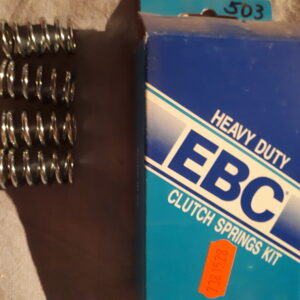 503
HEAVY DUTY
EBC
CLUTCH SPRINGS KIT